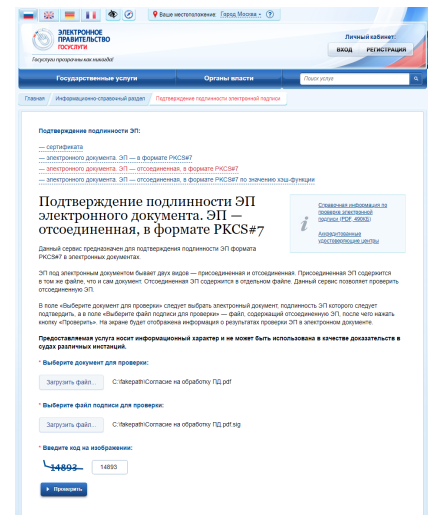 Ваше местоположение: Город Москва
ЭЛЕКТРОННОЕ
ПРАВИТЕЛЬСТВО
ГОСУСЛУГИ
Госуслуги прозрачны как никогда!
Личный кабинет:
ВХОД РЕГИСТРАЦИЯ
Государственные услуги
Органы власти
Поиск услуг
Главная
Информационно-справочный раздел
Подтверждение подлинности электронной подписи
Подтверждение подлинности ЭП:
— сертификата
— электронного документа. ЭП — в формате PKCS#7
— электронного документа. ЭП — отсоединенная, в формате PKCS#7
— электронного документа. ЭП — отсоединенная, в формате PKCS#7 по значению хэш-функции
Подтверждение подлинности ЭП
электронного документа. ЭП —
отсоединенная, в формате PKCS#7
Справочная информация по
проверке электронной
подписи (PDF, 490КБ)
Аккредитованные
удостоверяющие центры
Данный сервис предназначен для подтверждения подлинности ЭП формата
PKCS#7 в электронных документах.
ЭП под электронным документом бывает двух видов — присоединенная и отсоединенная. Присоединенная ЭП содержится
в том же файле, что и сам документ. Отсоединенная ЭП содержится в отдельном файле. Данный сервис позволяет проверить
отсоединенную ЭП.
В поле «Выберите документ для проверки» следует выбрать электронный документ, подлинность ЭП которого следует
подтвердить, а в поле «Выберите файл подписи для проверки» — файл, содержащий отсоединенную ЭП, после чего нажать
кнопку «Проверить». На экране будет отображена информация о результатах проверки ЭП в электронном документе.
Предоставляемая услуга носит информационный характер и не может быть использована в качестве доказательств в
судах различных инстанций.
* Выберите документ для проверки:
Загрузить файл... C:\fakepath\Согласие на обработку ПД.pdf
* Выберите файл подписи для проверки:
Загрузить файл... C:\fakepath\Согласие на обработку ПД.pdf.sig
* Введите код на изображении:
14893 14893
Проверить